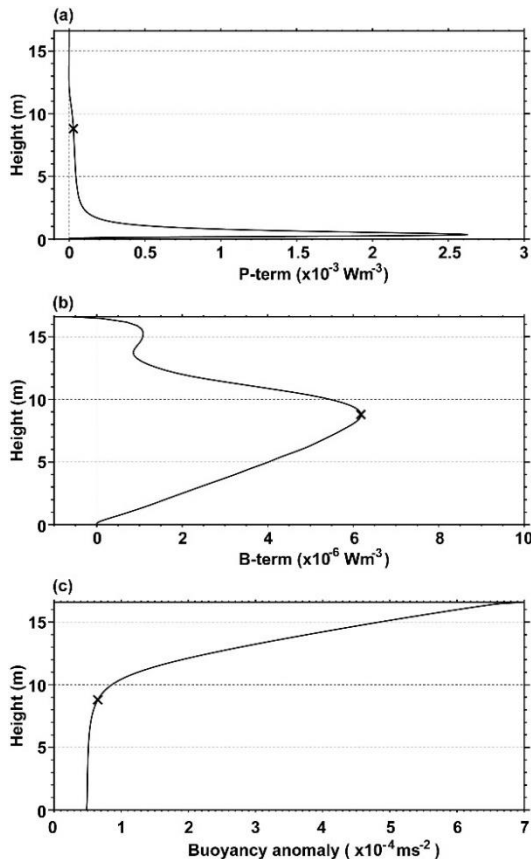 (a)
15
10
5
0
Height (m)
0 0.5 1 1.5 2 2.5 3
P-term (x10⁻³ Wm⁻³)
(b)
15
10
5
0
Height (m)
0 2 4 6 8 10
B-term (x10⁻⁶ Wm⁻³)
(c)
15
10
5
0
Height (m)
0 1 2 3 4 5 6 7
Buoyancy anomaly ( x10⁻⁴ ms⁻²)